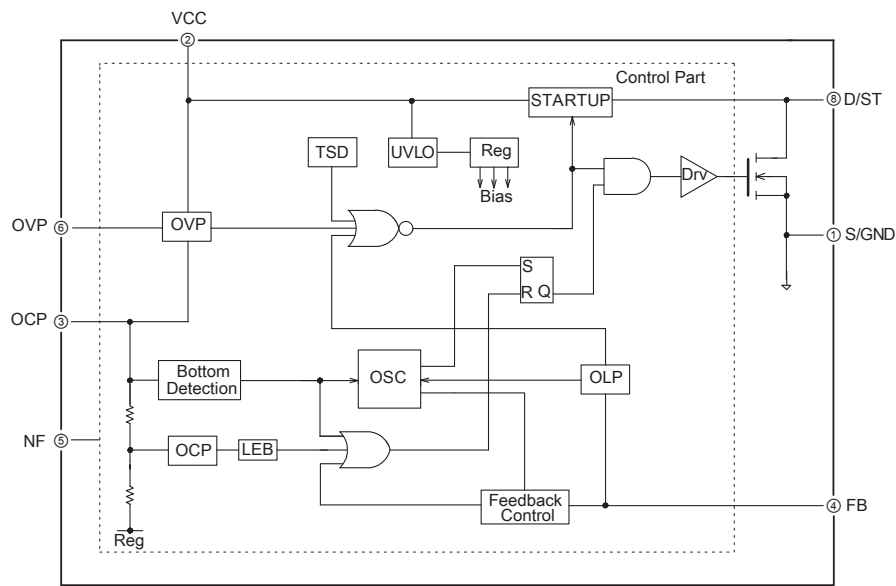 VCC
②
Control Part
STARTUP
⑧ D/ST
TSD
UVLO
Reg
Bias
Drv
OVP ⑥
OVP
① S/GND
S
R Q
OCP ③
Bottom
Detection
OSC
OLP
NF ⑤
OCP
LEB
Feedback
Control
④ FB
Reg